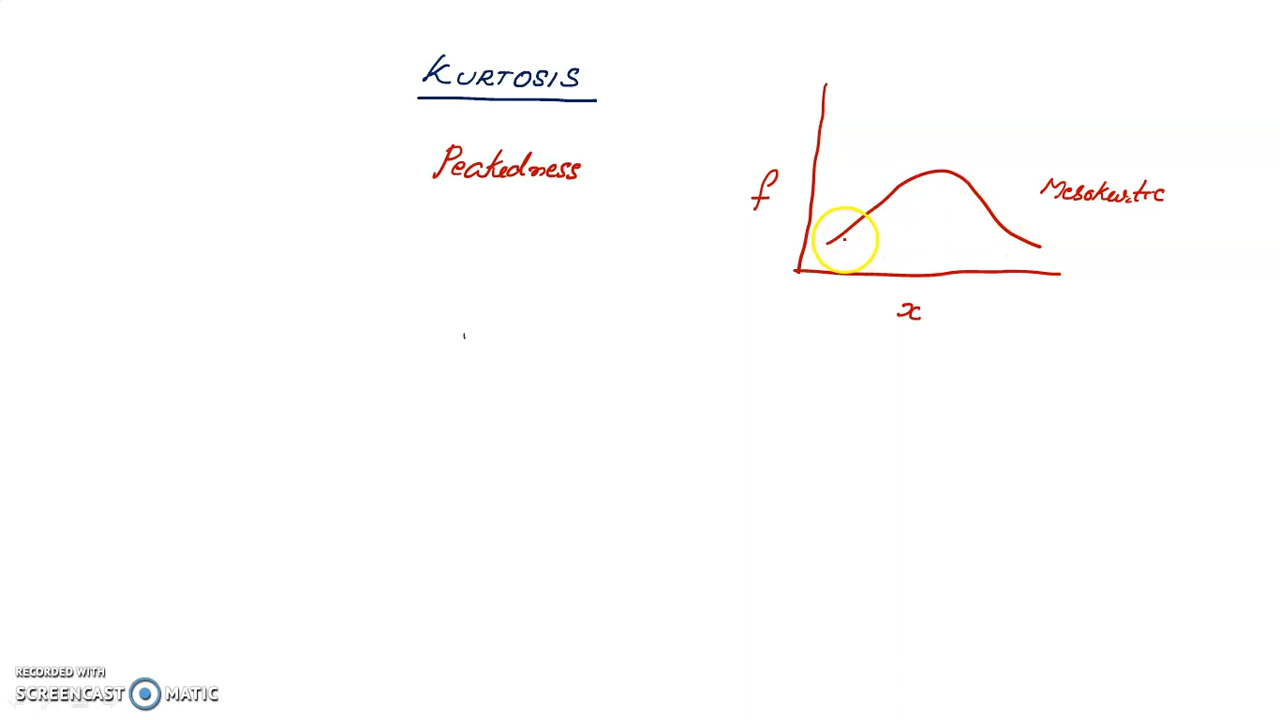 KURTOSIS
Peakedness
f
Mesokurtic
x
RECORDED WITH
SCREENCAST MATIC